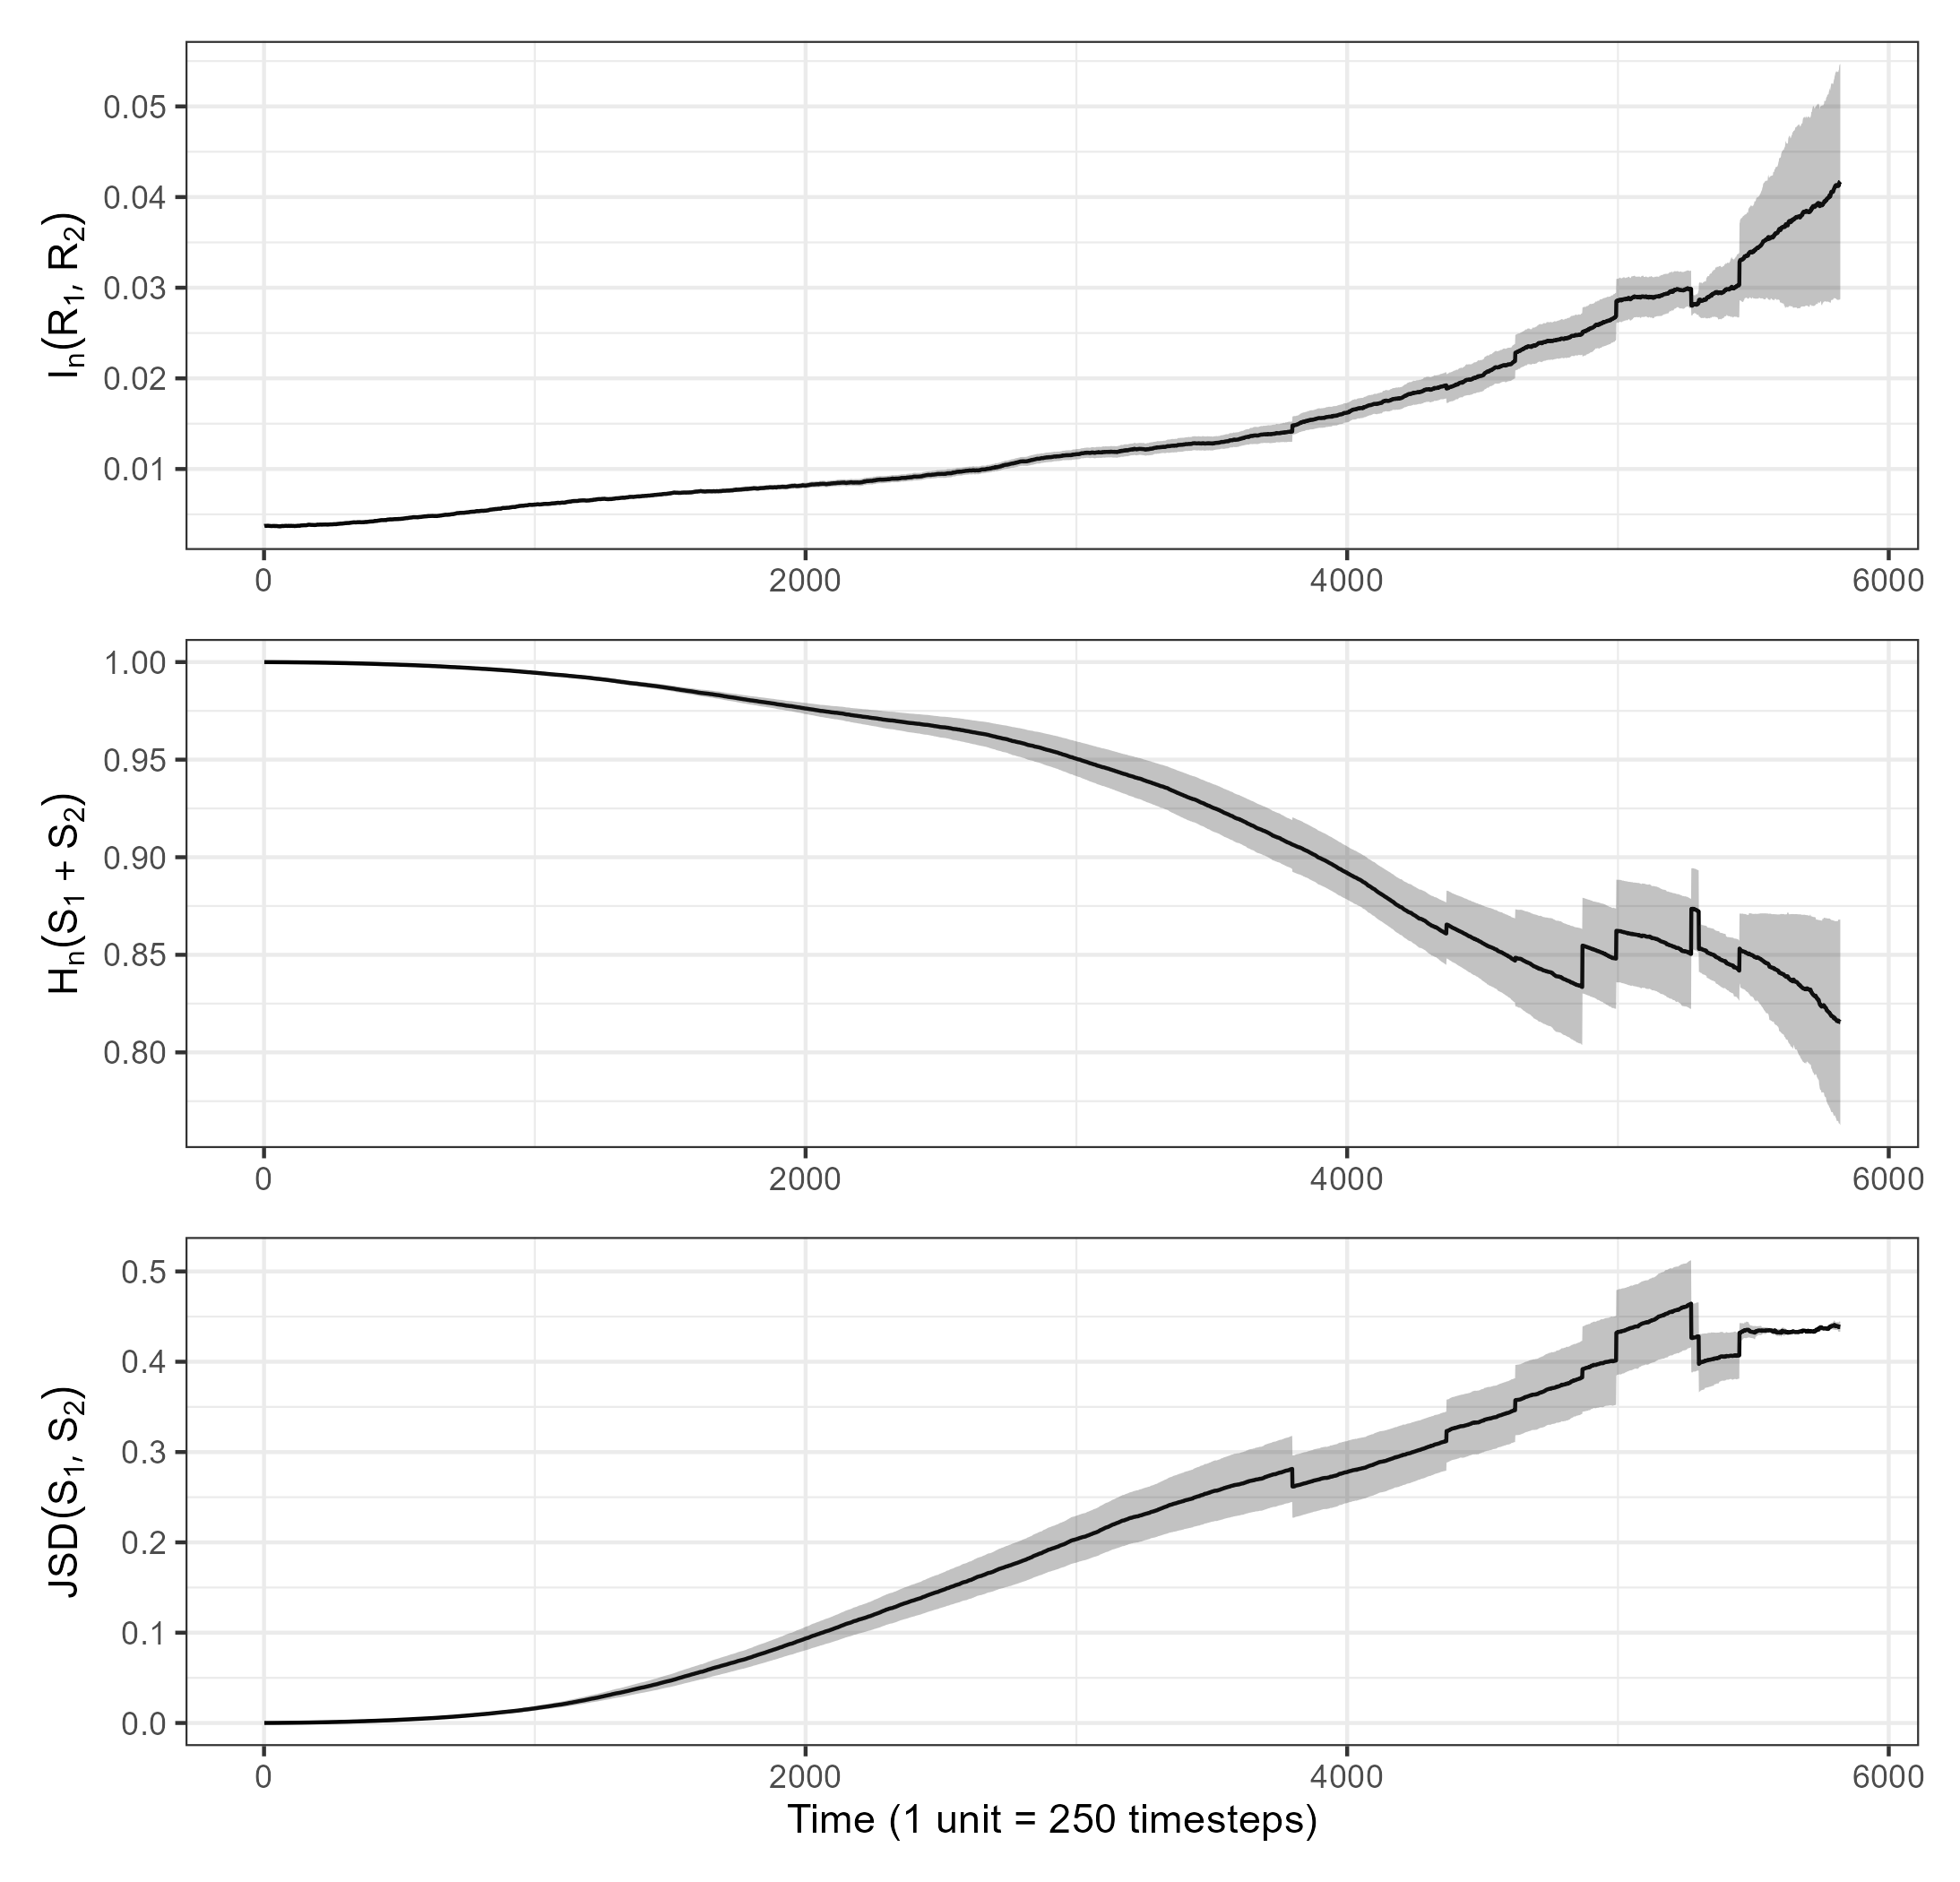 Iₙ(R₁, R₂)
0.05
0.04
0.03
0.02
0.01
0 2000 4000 6000
Hₙ(S₁ + S₂)
1.00
0.95
0.90
0.85
0.80
0 2000 4000 6000
JSD(S₁, S₂)
0.5
0.4
0.3
0.2
0.1
0.0
0 2000 4000 6000
Time (1 unit = 250 timesteps)